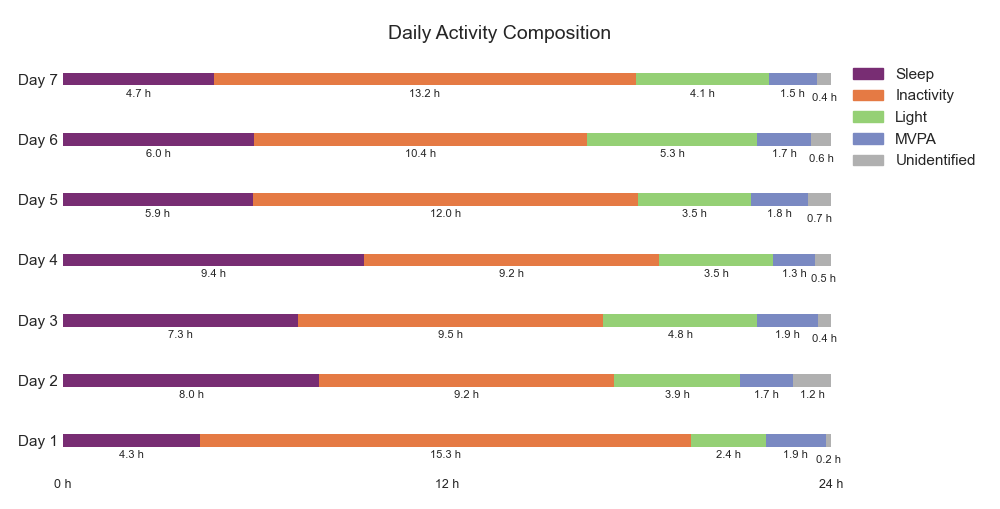 Daily Activity Composition
Day 7
4.7 h 13.2 h 4.1 h 1.5 h 0.4 h
Day 6
6.0 h 10.4 h 5.3 h 1.7 h 0.6 h
Day 5
5.9 h 12.0 h 3.5 h 1.8 h 0.7 h
Day 4
9.4 h 9.2 h 3.5 h 1.3 h 0.5 h
Day 3
7.3 h 9.5 h 4.8 h 1.9 h 0.4 h
Day 2
8.0 h 9.2 h 3.9 h 1.7 h 1.2 h
Day 1
4.3 h 15.3 h 2.4 h 1.9 h 0.2 h
0 h 12 h 24 h
Sleep
Inactivity
Light
MVPA
Unidentified